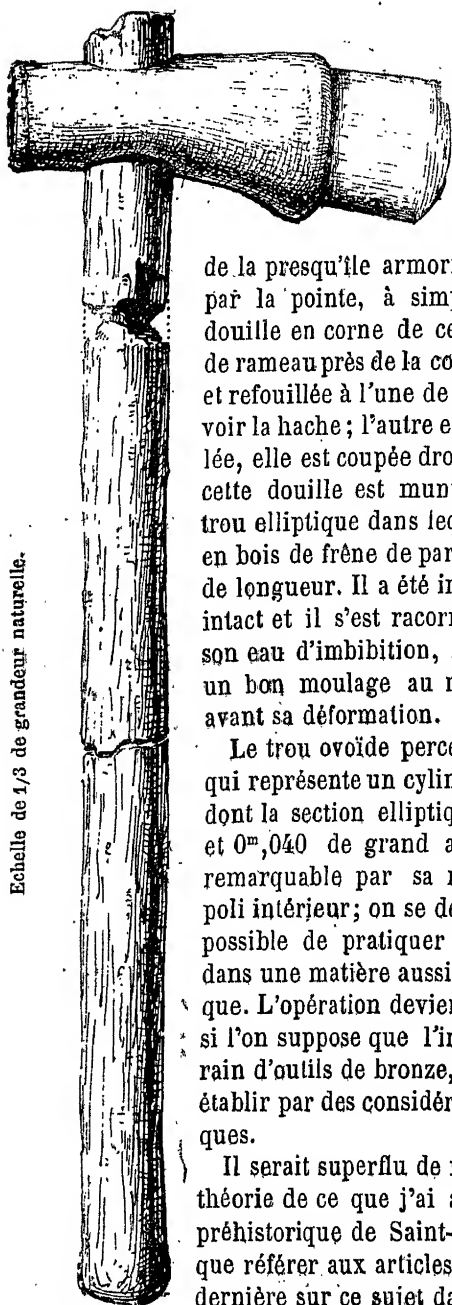 Echelle de 1/3 de grandeur naturelle.
de la presqu'île armori
par la pointe, à sim
douille en corne de ce
de rameau près de la co
et refouillée à l'une de
voir la hache; l'autre e
lée, elle est coupée dro
cette douille est mun
trou elliptique dans leq
en bois de frêne de par
de longueur. Il a été in
intact et il s'est racorn
son eau d'imbibition,
un bon moulage au
avant sa déformation.
Le trou ovoïde perce
qui représente un cylin
dont la section elliptiq
et 0m,040 de grand a
remarquable par sa
poli intérieur; on se de
possible de pratiquer
dans une matière aussi
que. L'opération devien
si l'on suppose que l'in
rain d'outils de bronze,
établir par des considér
ques.
Il serait superflu de
théorie de ce que j'ai a
préhistorique de Saint-
que référer aux articles
dernière sur ce sujet da